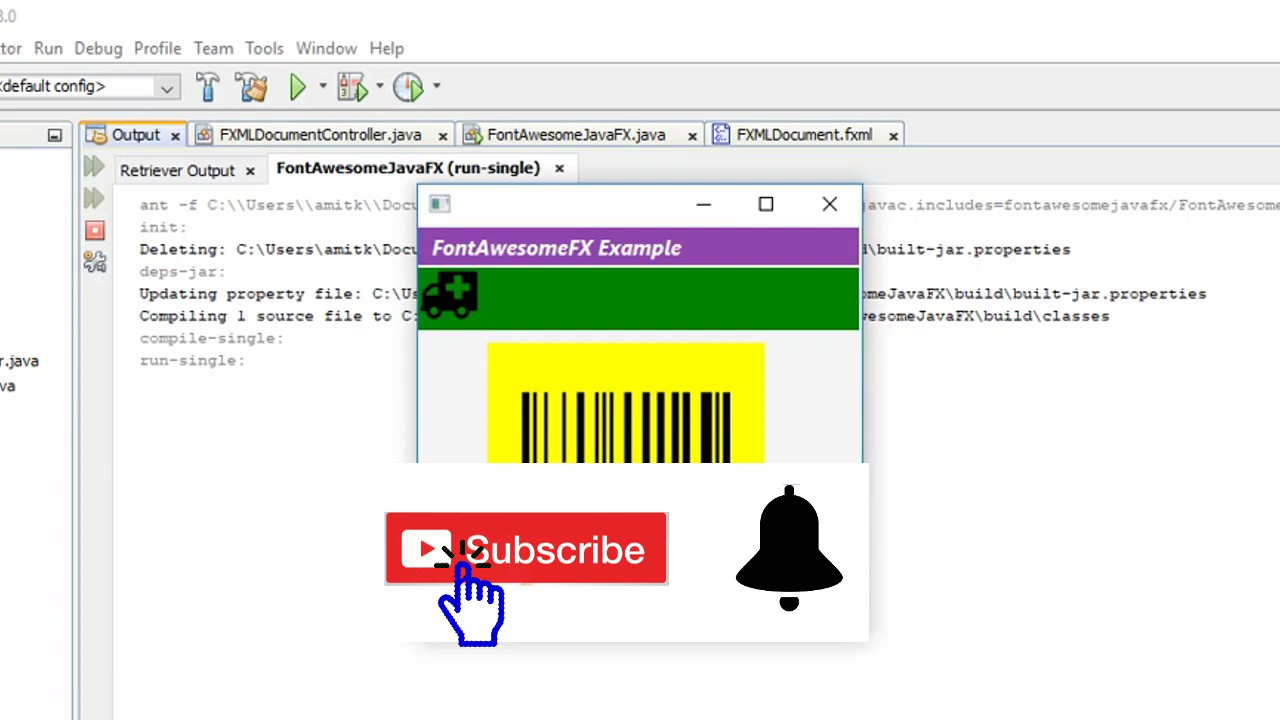 8.0
tor Run Debug Profile Team Tools Window Help
<default config>
Output FXMLDocumentController.java FontAwesomeJavaFX.java FXMLDocument.fxml
Retriever Output FontAwesomeJavaFX (run-single)
ant -f C:\\Users\\amitk\\Docu javac.includes=fontawesomejavafx/FontAwesome
init:
Deleting: C:\Users\amitk\Docu d\built-jar.properties
deps-jar:
Updating property file: C:\Us omeJavaFX\build\built-jar.properties
Compiling 1 source file to C: wesomeJavaFX\build\classes
compile-single:
run-single:
r.java
va
FontAwesomeFX Example
Subscribe